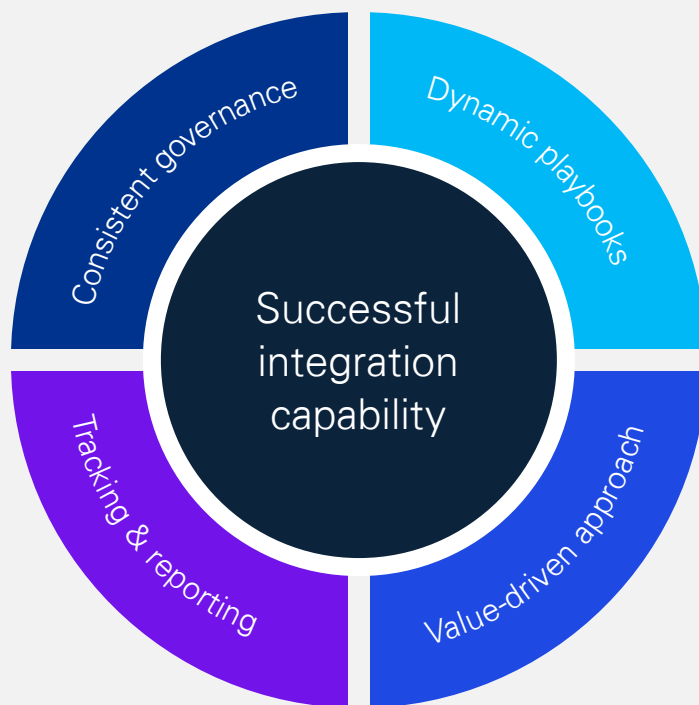 Consistent governance
Dynamic playbooks
Successful
integration
capability
Tracking & reporting
Value-driven approach